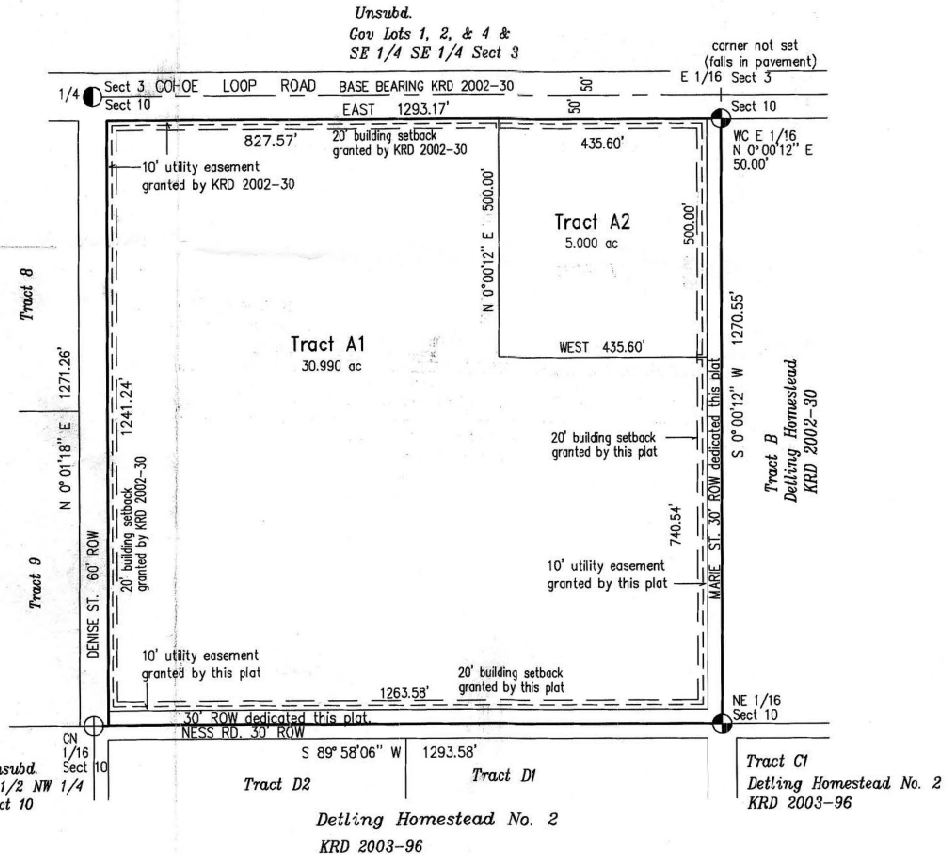 Unsubd.
Gov Lots 1, 2, & 4 &
SE 1/4 SE 1/4 Sect 3
corner not set
(falls in pavement)
E 1/16 Sect 3
Sect 10
1/4
Sect 3 COHOE LOOP ROAD BASE BEARING KRD 2002-30
Sect 10
50'
50'
EAST 1293.17'
WC E 1/16
N 0°00'12" E
50.00'
827.57'
20' building setback
granted by KRD 2002-30
435.60'
10' utility easement
granted by KRD 2002-30
N 0°00'12" E 500.00'
Tract A2
5.000 ac
500.00'
Tract 8
Tract A1
30.990 ac
WEST 435.60'
S 0°00'12" W 1270.55'
N 0°01'18" E 1271.26'
1241.24'
20' building setback
granted by KRD 2002-30
20' building setback
granted by this plat
Tract B
Detling Homestead
KRD 2002-30
MARIE ST. 30' ROW dedicated this plat
740.54'
10' utility easement
granted by this plat
Tract 9
DENISE ST. 60' ROW
10' utility easement
granted by this plat
20' building setback
granted by this plat
1263.58'
NE 1/16
Sect 10
30' ROW dedicated this plat.
NESS RD. 30' ROW
CN
1/16
Sect 10
S 89°58'06" W 1293.58'
nsubd.
1/2 NW 1/4
ct 10
Tract D2
Tract D1
Tract C1
Detling Homestead No. 2
KRD 2003-96
Detling Homestead No. 2
KRD 2003-96